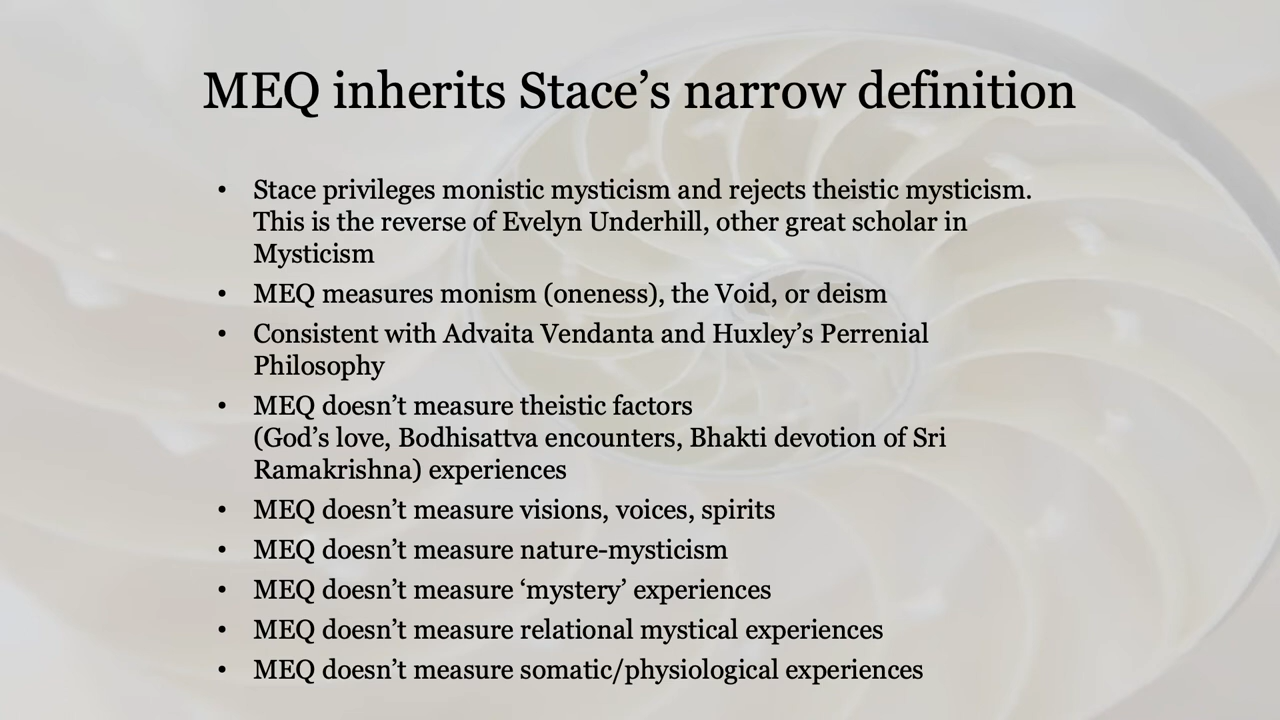 MEQ inherits Stace’s narrow definition
• Stace privileges monistic mysticism and rejects theistic mysticism.
This is the reverse of Evelyn Underhill, other great scholar in
Mysticism
• MEQ measures monism (oneness), the Void, or deism
• Consistent with Advaita Vendanta and Huxley’s Perrenial
Philosophy
• MEQ doesn’t measure theistic factors
(God’s love, Bodhisattva encounters, Bhakti devotion of Sri
Ramakrishna) experiences
• MEQ doesn’t measure visions, voices, spirits
• MEQ doesn’t measure nature-mysticism
• MEQ doesn’t measure ‘mystery’ experiences
• MEQ doesn’t measure relational mystical experiences
• MEQ doesn’t measure somatic/physiological experiences